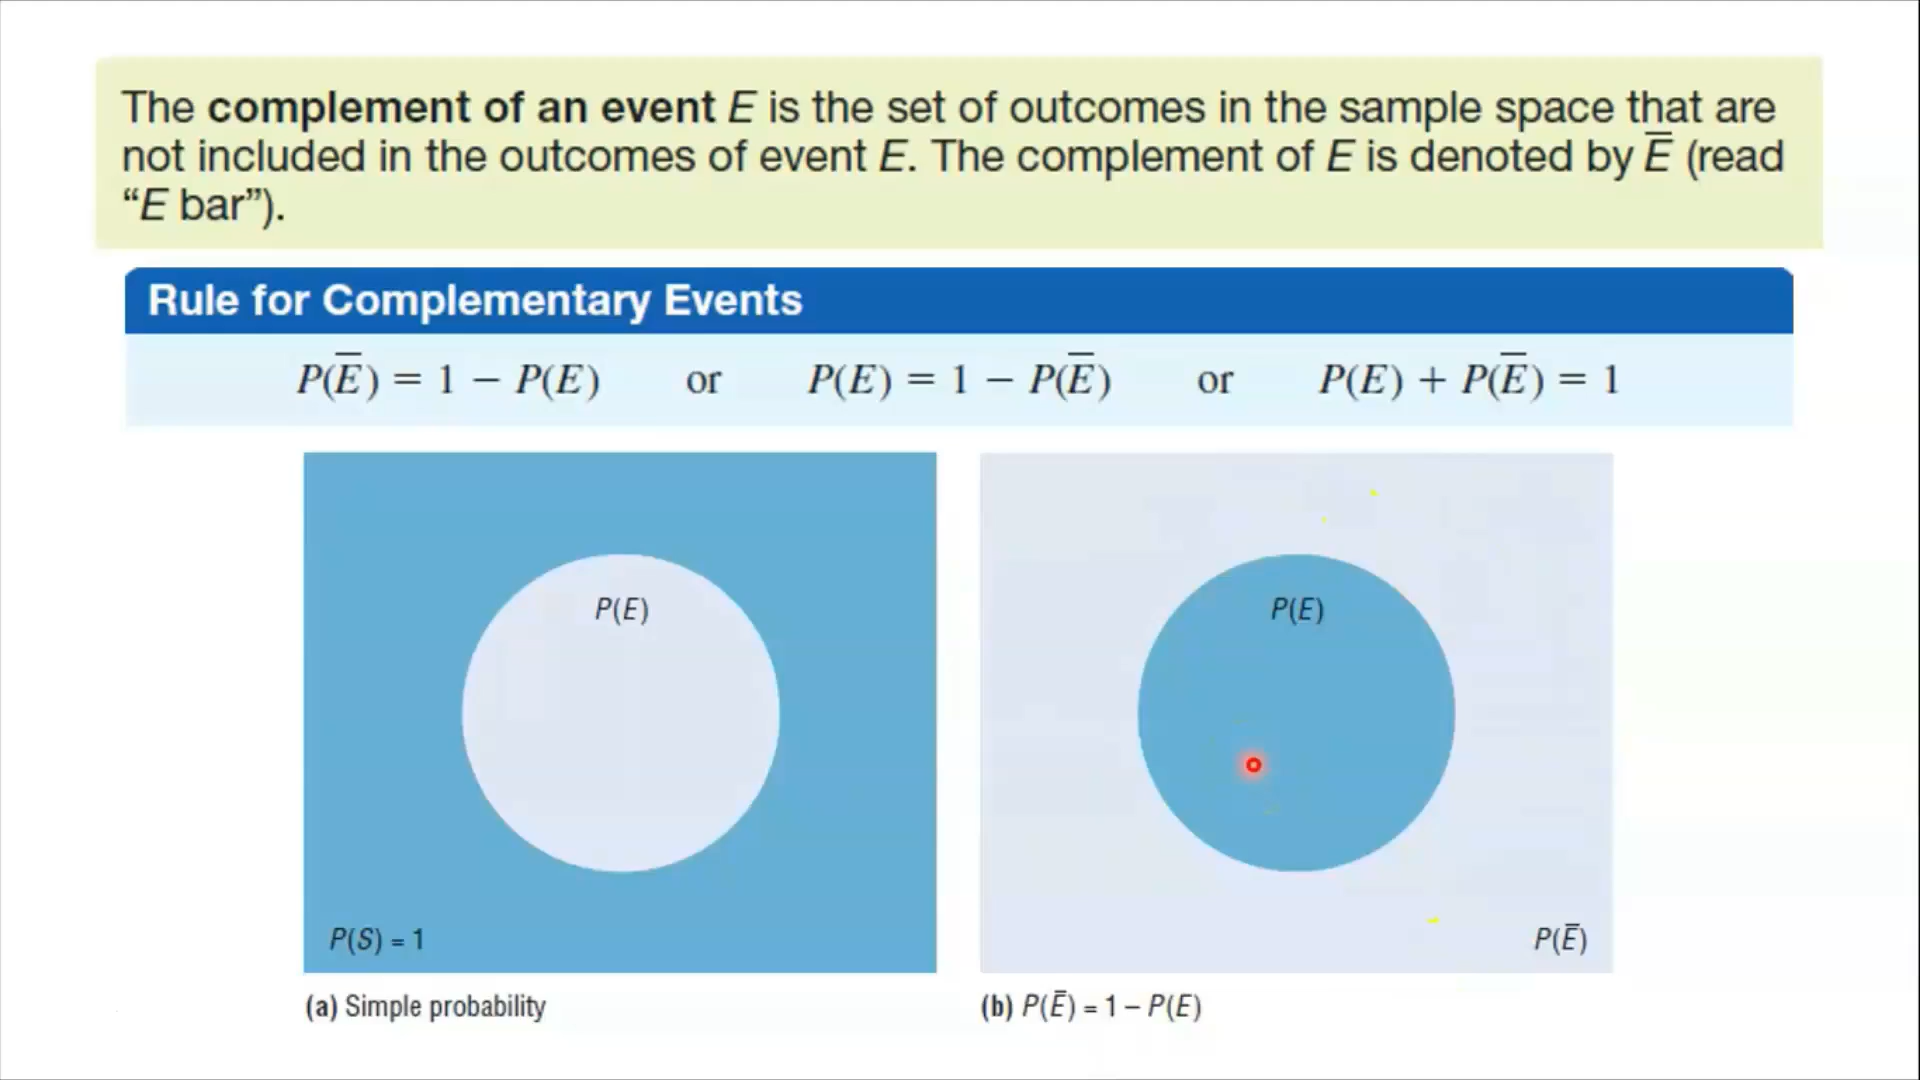 The complement of an event E is the set of outcomes in the sample space that are
not included in the outcomes of event E. The complement of E is denoted by E̅ (read
“E bar”).
Rule for Complementary Events
P(E̅) = 1 − P(E) or P(E) = 1 − P(E̅) or P(E) + P(E̅) = 1
P(E)
P(S) = 1
(a) Simple probability
P(E)
P(E̅)
(b) P(E̅) = 1 – P(E)